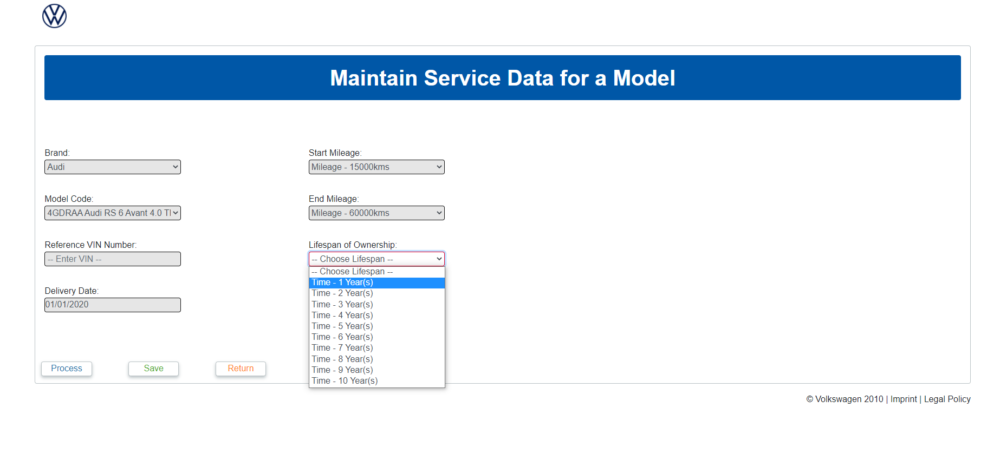 Maintain Service Data for a Model
Brand:
Audi
Model Code:
4GDRAA Audi RS 6 Avant 4.0 T
Reference VIN Number:
-- Enter VIN --
Delivery Date:
01/01/2020
Start Mileage:
Mileage - 15000kms
End Mileage:
Mileage - 60000kms
Lifespan of Ownership:
-- Choose Lifespan --
-- Choose Lifespan --
Time - 1 Year(s)
Time - 2 Year(s)
Time - 3 Year(s)
Time - 4 Year(s)
Time - 5 Year(s)
Time - 6 Year(s)
Time - 7 Year(s)
Time - 8 Year(s)
Time - 9 Year(s)
Time - 10 Year(s)
Process Save Return
© Volkswagen 2010 | Imprint | Legal Policy